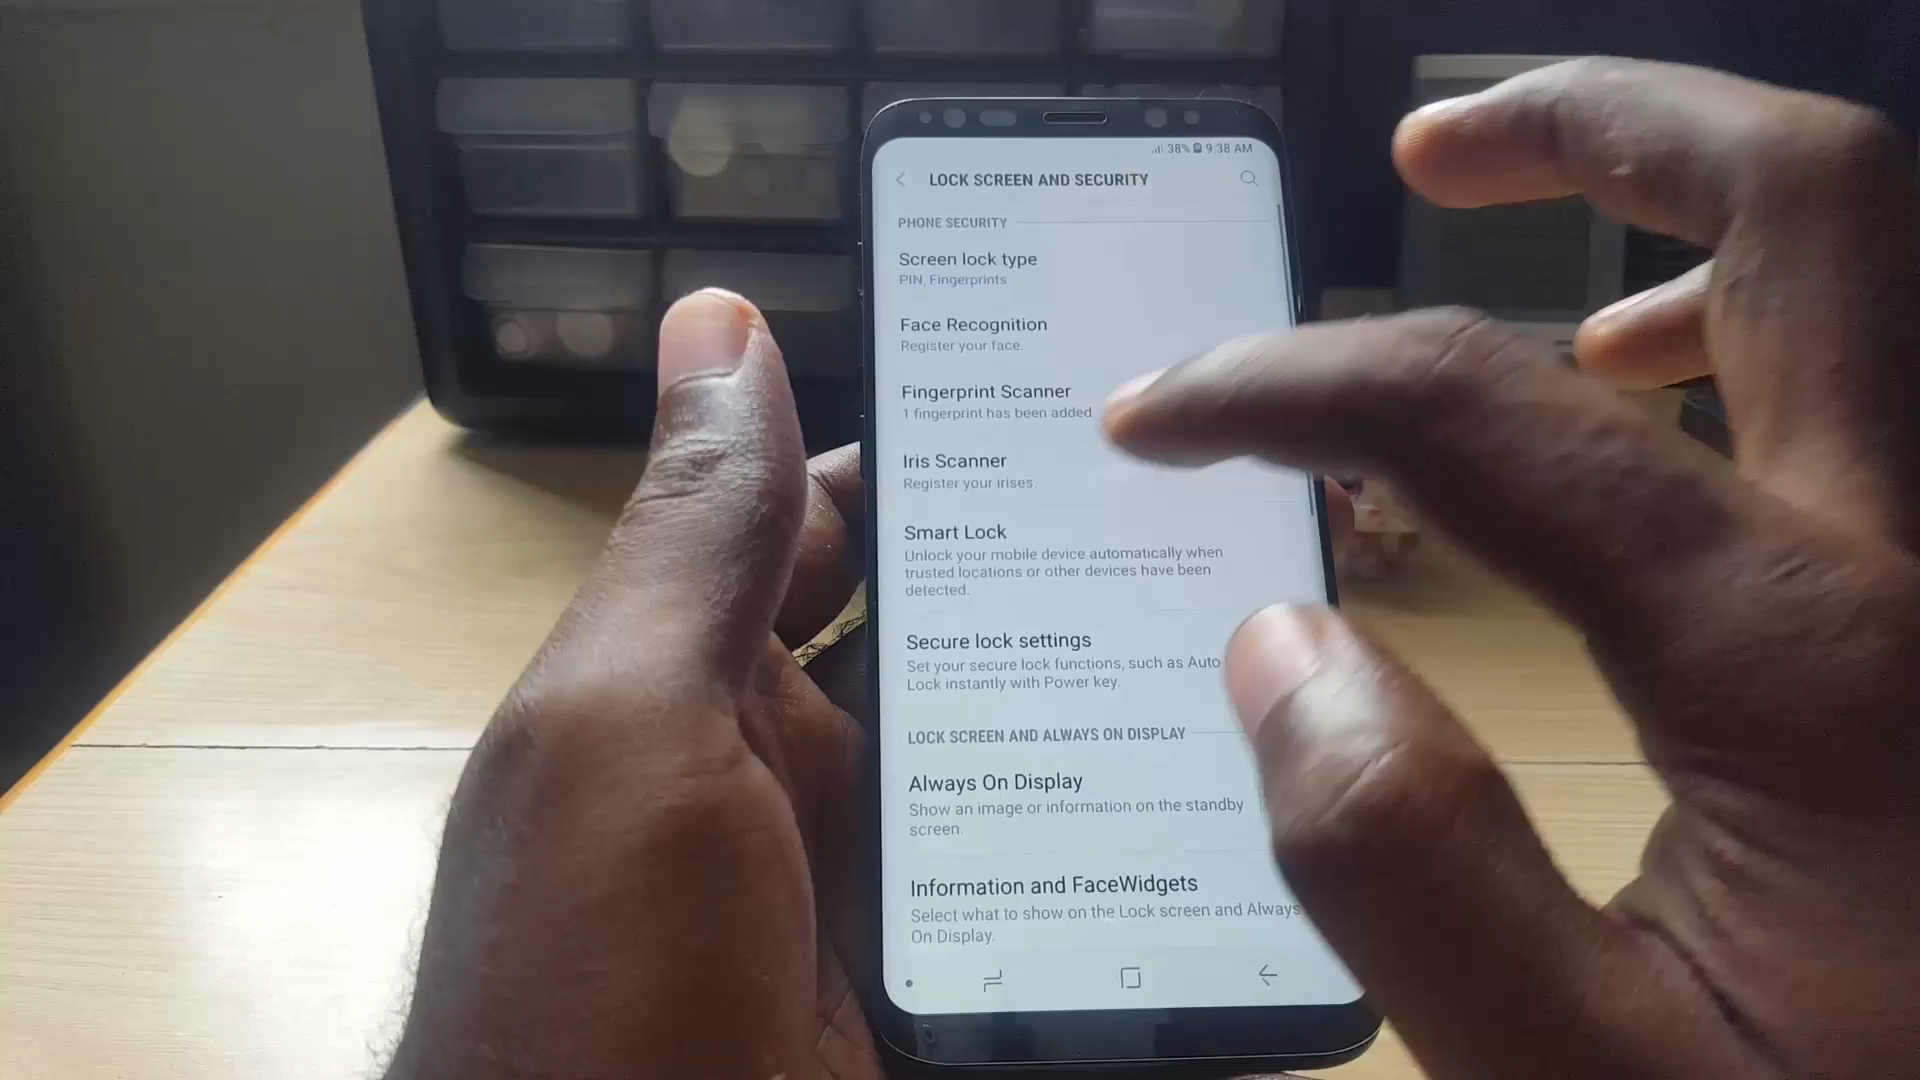 38% 9:38 AM
LOCK SCREEN AND SECURITY
PHONE SECURITY
Screen lock type
PIN, Fingerprints
Face Recognition
Register your face.
Fingerprint Scanner
1 fingerprint has been added
Iris Scanner
Register your irises.
Smart Lock
Unlock your mobile device automatically when
trusted locations or other devices have been
detected.
Secure lock settings
Set your secure lock functions, such as Auto
Lock instantly with Power key.
LOCK SCREEN AND ALWAYS ON DISPLAY
Always On Display
Show an image or information on the standby
screen.
Information and FaceWidgets
Select what to show on the Lock screen and Always
On Display.